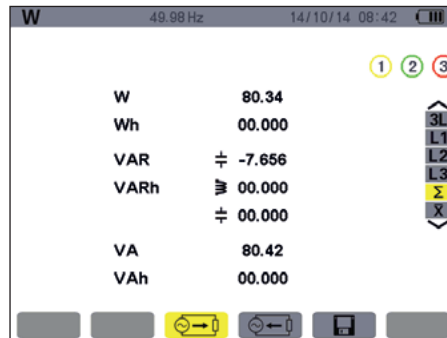 W 49.98 Hz 14/10/14 08:42
1 2 3
W 80.34
Wh 00.000
VAR -7.656
VARh 00.000
00.000
VA 80.42
VAh 00.000
3L
L1
L2
L3
Σ
X̄